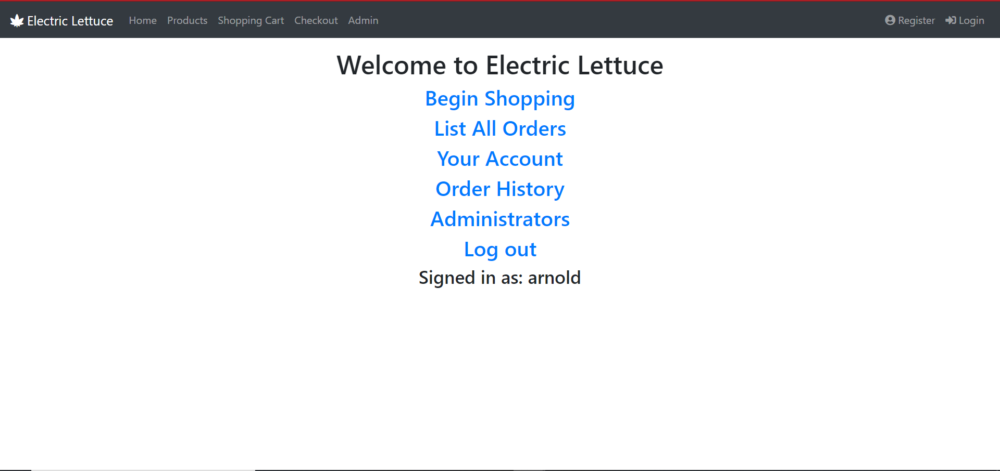 Electric Lettuce Home Products Shopping Cart Checkout Admin Register Login
Welcome to Electric Lettuce
Begin Shopping
List All Orders
Your Account
Order History
Administrators
Log out
Signed in as: arnold